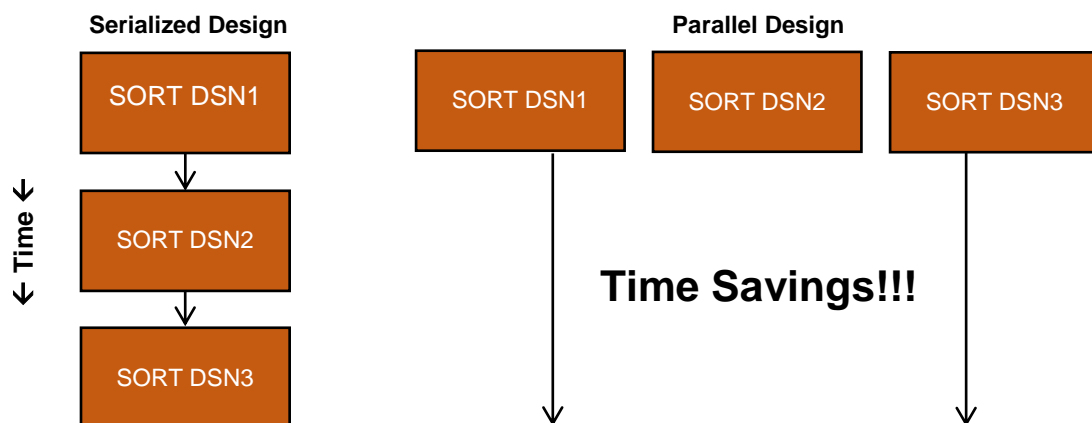 Serialized Design
SORT DSN1
SORT DSN2
SORT DSN3
← Time ←
Parallel Design
SORT DSN1
SORT DSN2
SORT DSN3
Time Savings!!!